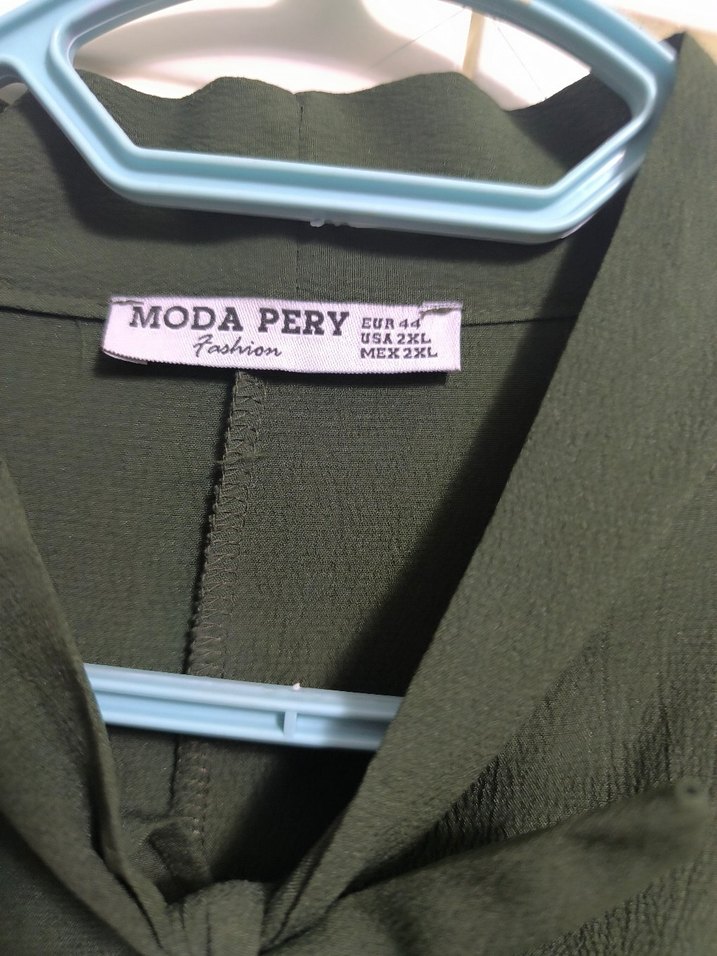 MODA PERY
Fashion
EUR 44
USA 2XL
MEX 2XL